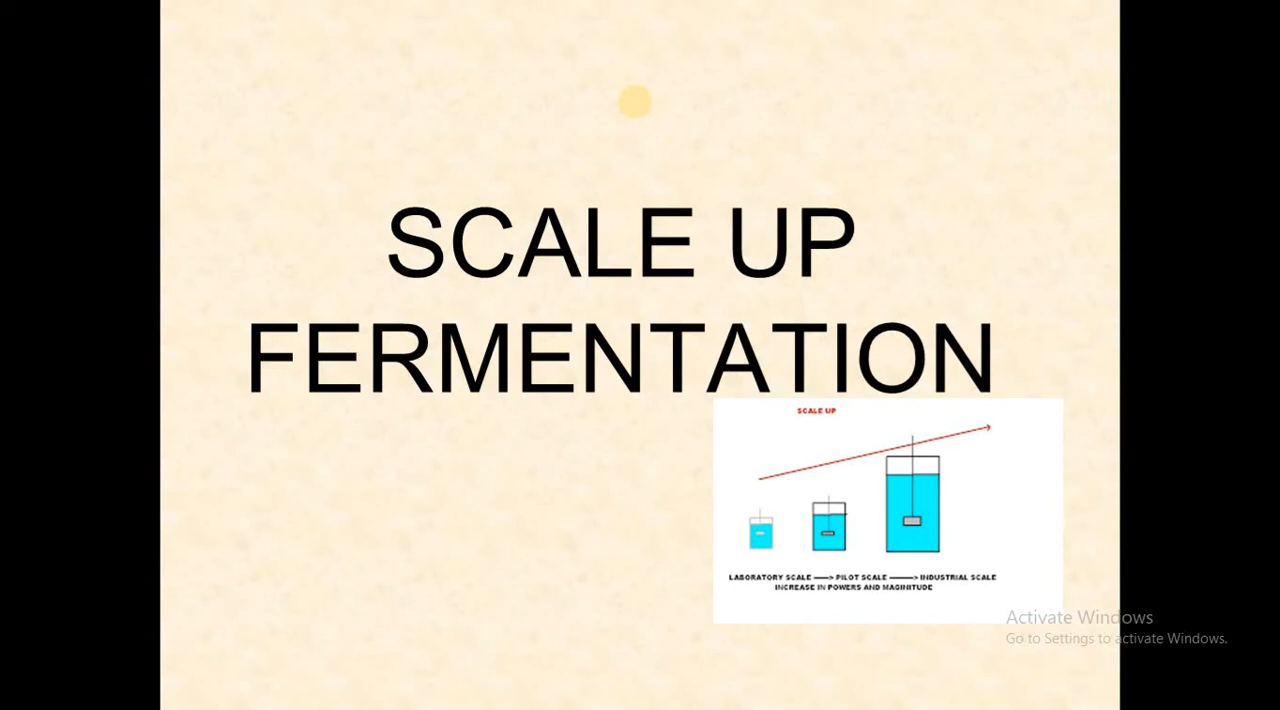 SCALE UP
FERMENTATION
SCALE UP
LABORATORY SCALE ——> PILOT SCALE ——> INDUSTRIAL SCALE
INCREASE IN POWERS AND MAGINITUDE
Activate Windows
Go to Settings to activate Windows.